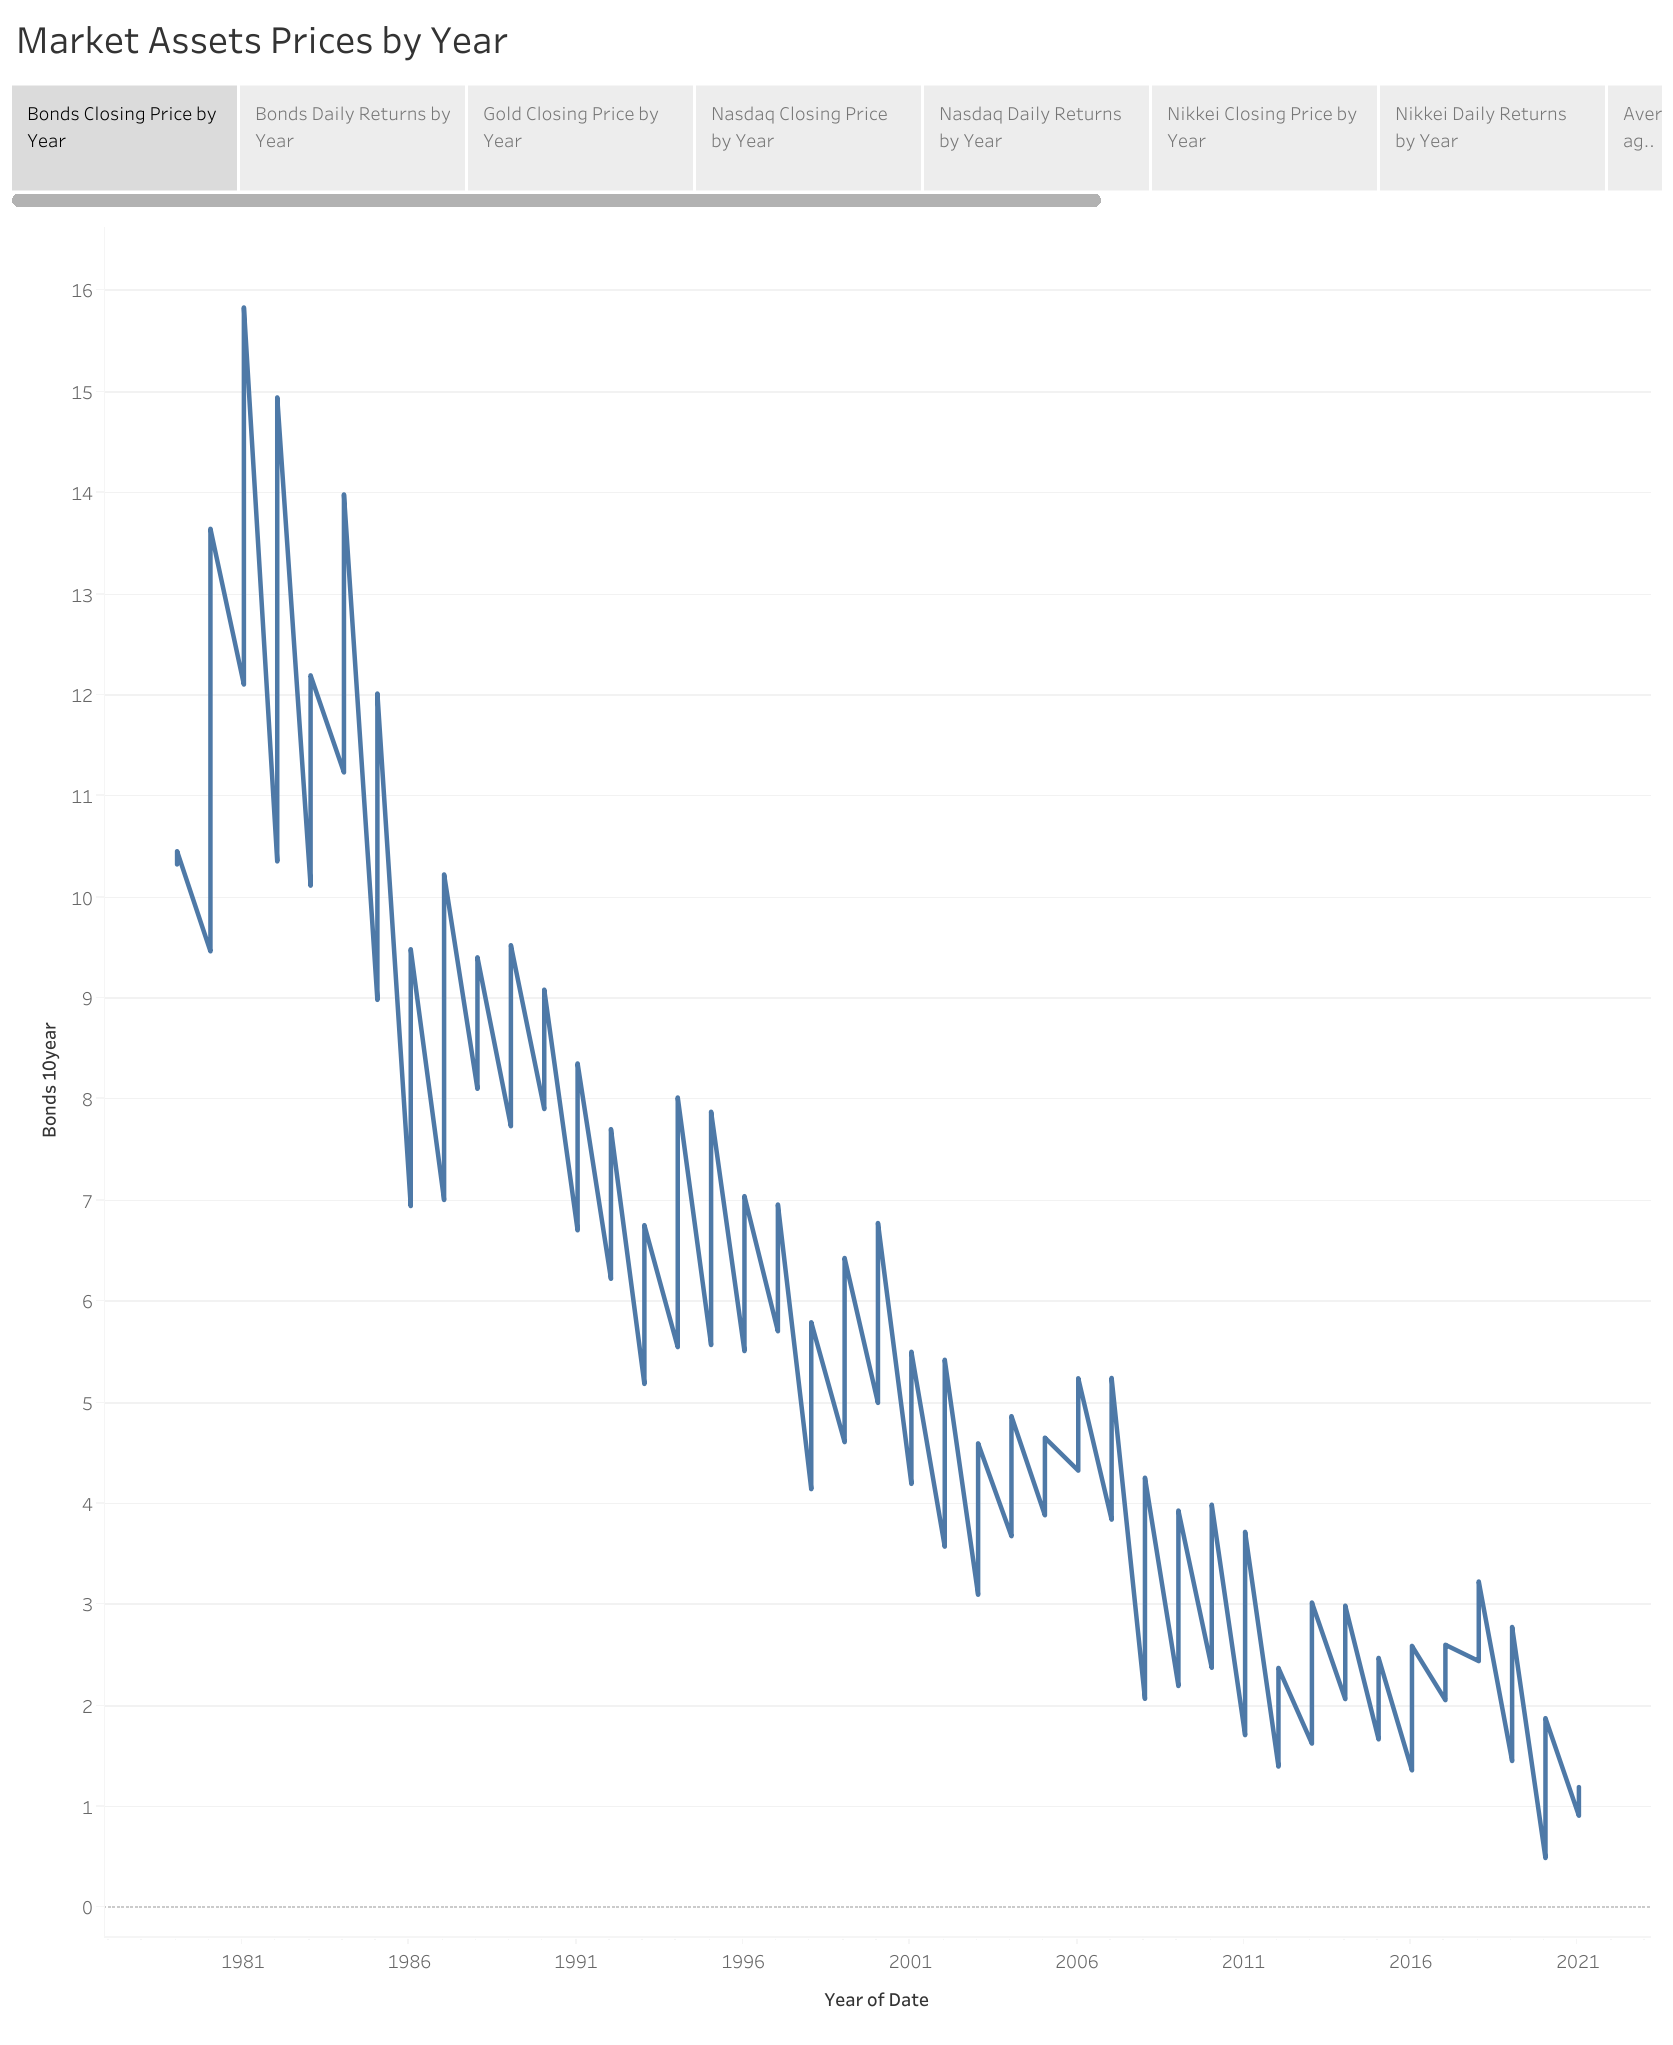 Market Assets Prices by Year
Bonds Closing Price by
Year
Bonds Daily Returns by
Year
Gold Closing Price by
Year
Nasdaq Closing Price
by Year
Nasdaq Daily Returns
by Year
Nikkei Closing Price by
Year
Nikkei Daily Returns
by Year
Aver
ag..
16
15
14
13
12
11
10
9
8
7
6
5
4
3
2
1
0
Bonds 10year
1981 1986 1991 1996 2001 2006 2011 2016 2021
Year of Date